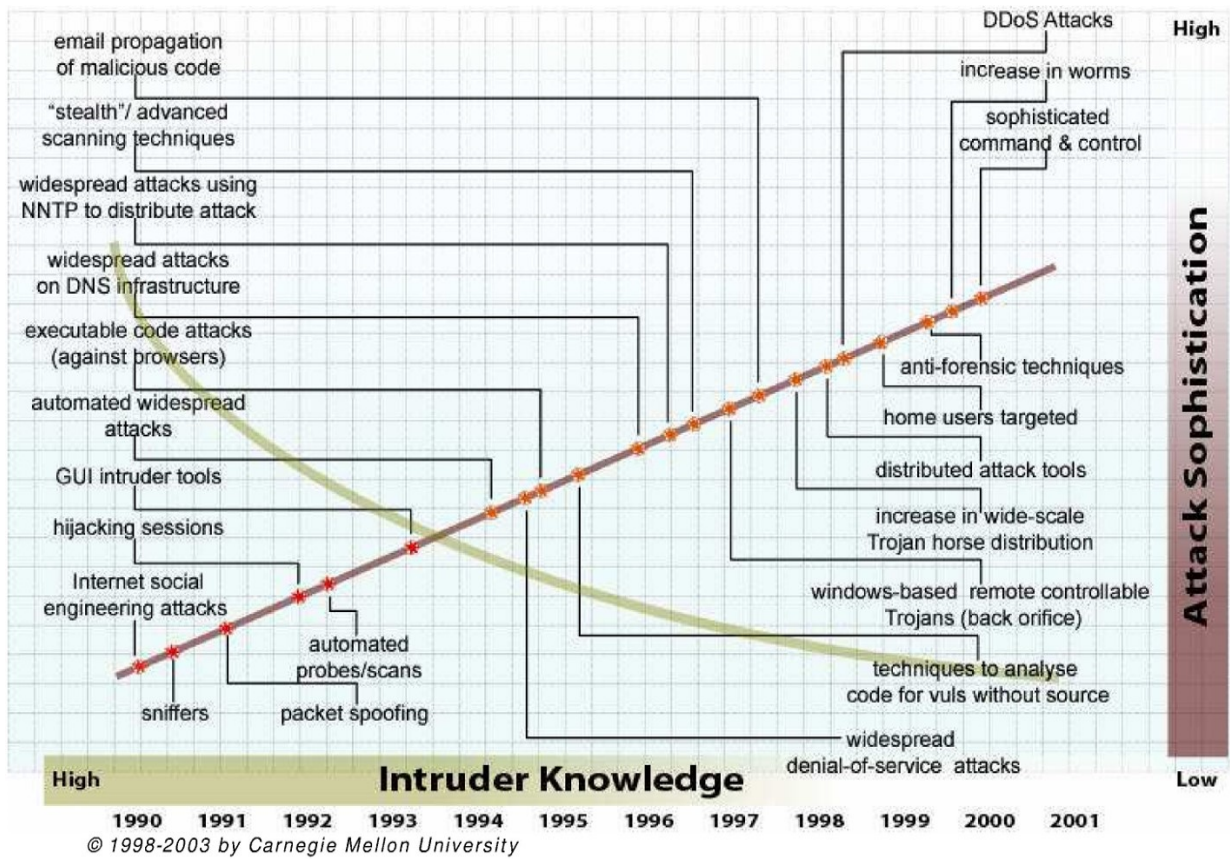 DDoS Attacks
High
email propagation
of malicious code
increase in worms
"stealth"/ advanced
scanning techniques
sophisticated
command & control
widespread attacks using
NNTP to distribute attack
widespread attacks
on DNS infrastructure
executable code attacks
(against browsers)
automated widespread
attacks
GUI intruder tools
hijacking sessions
Internet social
engineering attacks
sniffers
automated
probes/scans
packet spoofing
anti-forensic techniques
home users targeted
distributed attack tools
increase in wide-scale
Trojan horse distribution
windows-based remote controllable
Trojans (back orifice)
techniques to analyse
code for vuls without source
widespread
denial-of-service attacks
Attack Sophistication
Low
High
Intruder Knowledge
1990 1991 1992 1993 1994 1995 1996 1997 1998 1999 2000 2001
© 1998-2003 by Carnegie Mellon University